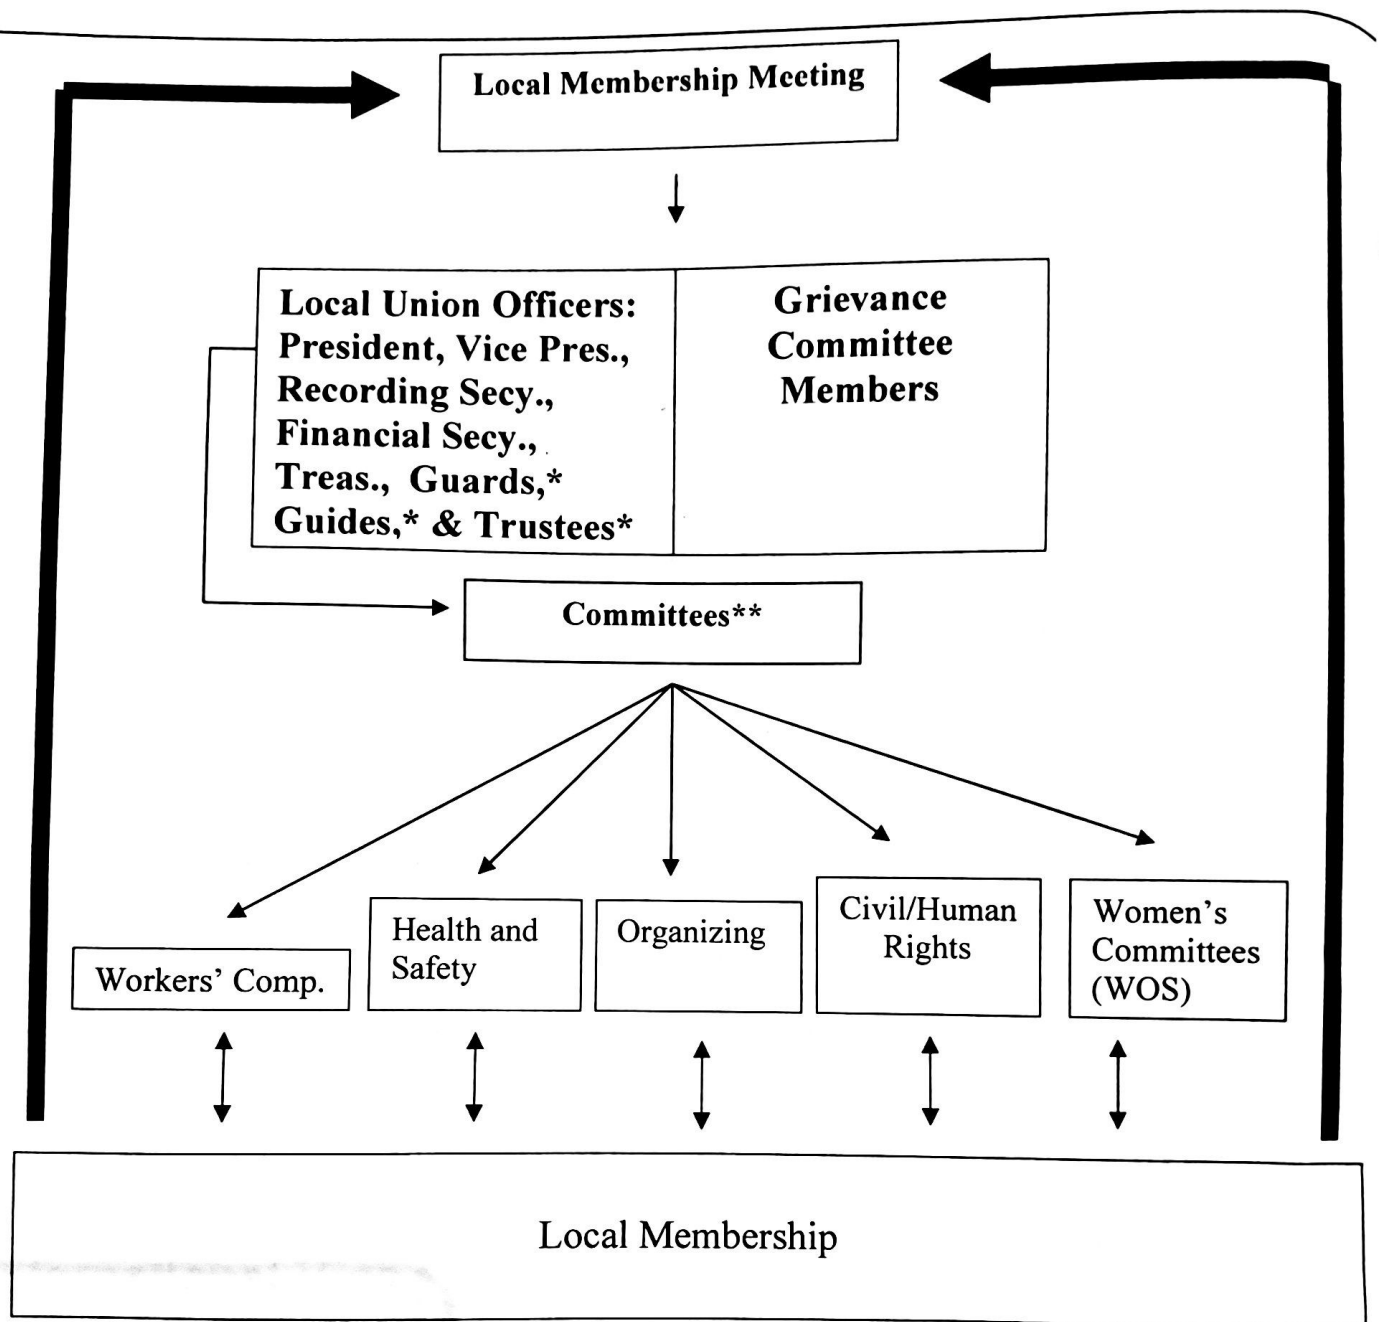 Local Membership Meeting
Local Union Officers:
President, Vice Pres.,
Recording Secy.,
Financial Secy.,
Treas., Guards,*
Guides,* & Trustees*
Grievance
Committee
Members
Committees**
Workers' Comp.
Health and
Safety
Organizing
Civil/Human
Rights
Women's
Committees
(WOS)
Local Membership